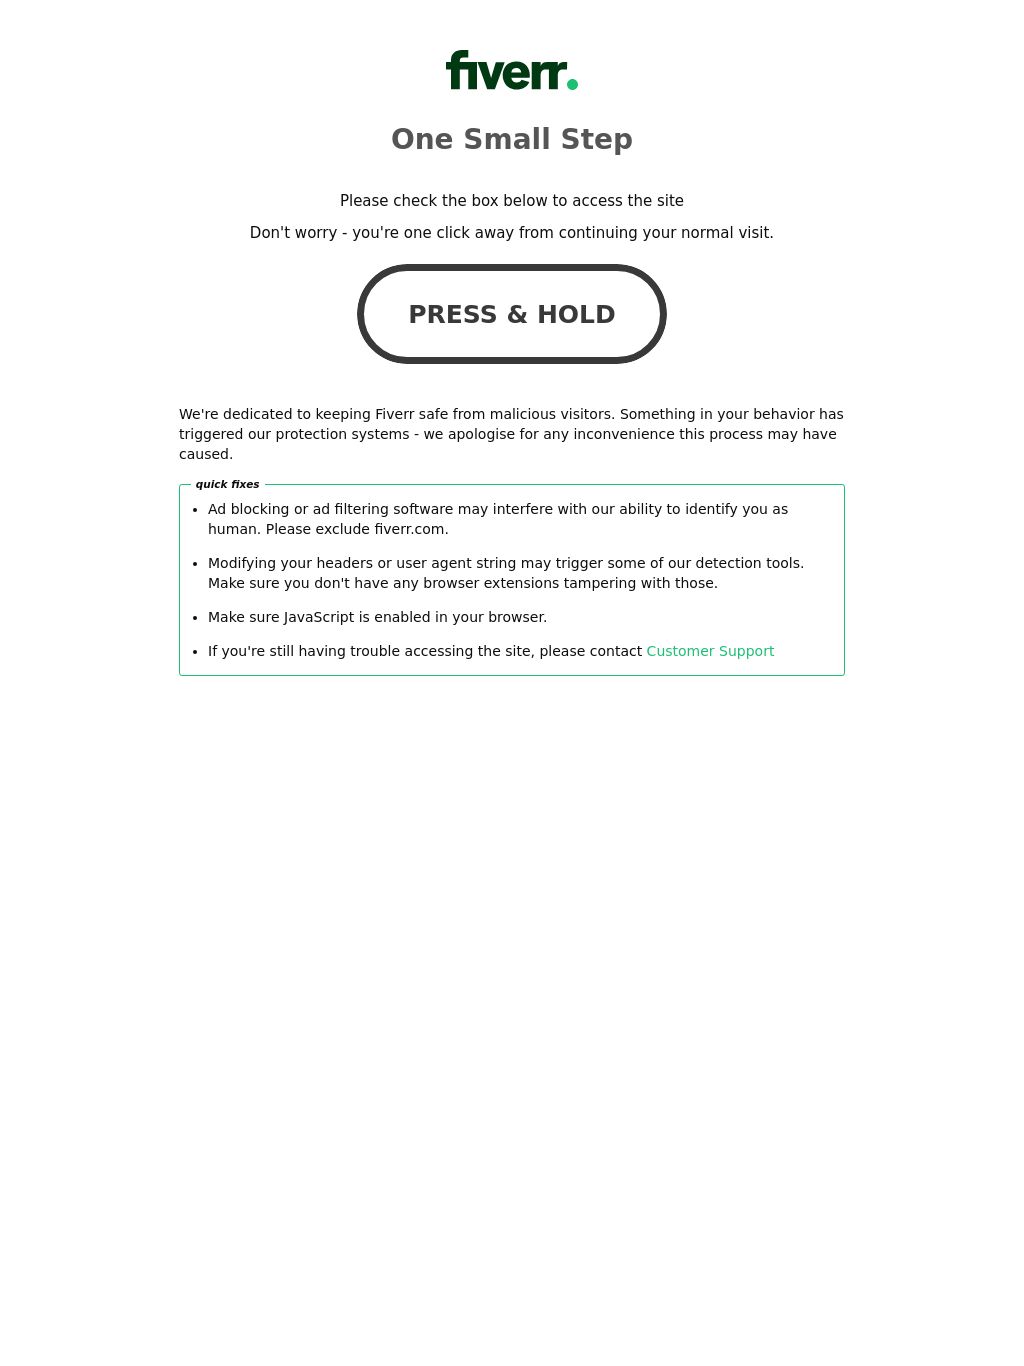 fiverr.
One Small Step
Please check the box below to access the site
Don't worry - you're one click away from continuing your normal visit.
PRESS & HOLD
We're dedicated to keeping Fiverr safe from malicious visitors. Something in your behavior has
triggered our protection systems - we apologise for any inconvenience this process may have
caused.
quick fixes
• Ad blocking or ad filtering software may interfere with our ability to identify you as
human. Please exclude fiverr.com.
• Modifying your headers or user agent string may trigger some of our detection tools.
Make sure you don't have any browser extensions tampering with those.
• Make sure JavaScript is enabled in your browser.
• If you're still having trouble accessing the site, please contact Customer Support